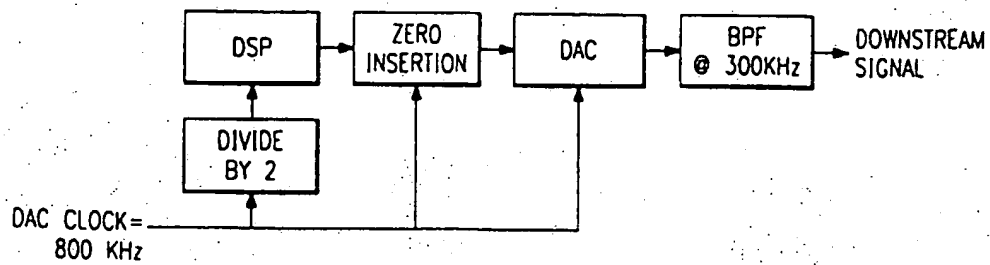 DSP
ZERO
INSERTION
DAC
BPF
@ 300KHz
DOWNSTREAM
SIGNAL
DIVIDE
BY 2
DAC CLOCK=
800 KHz